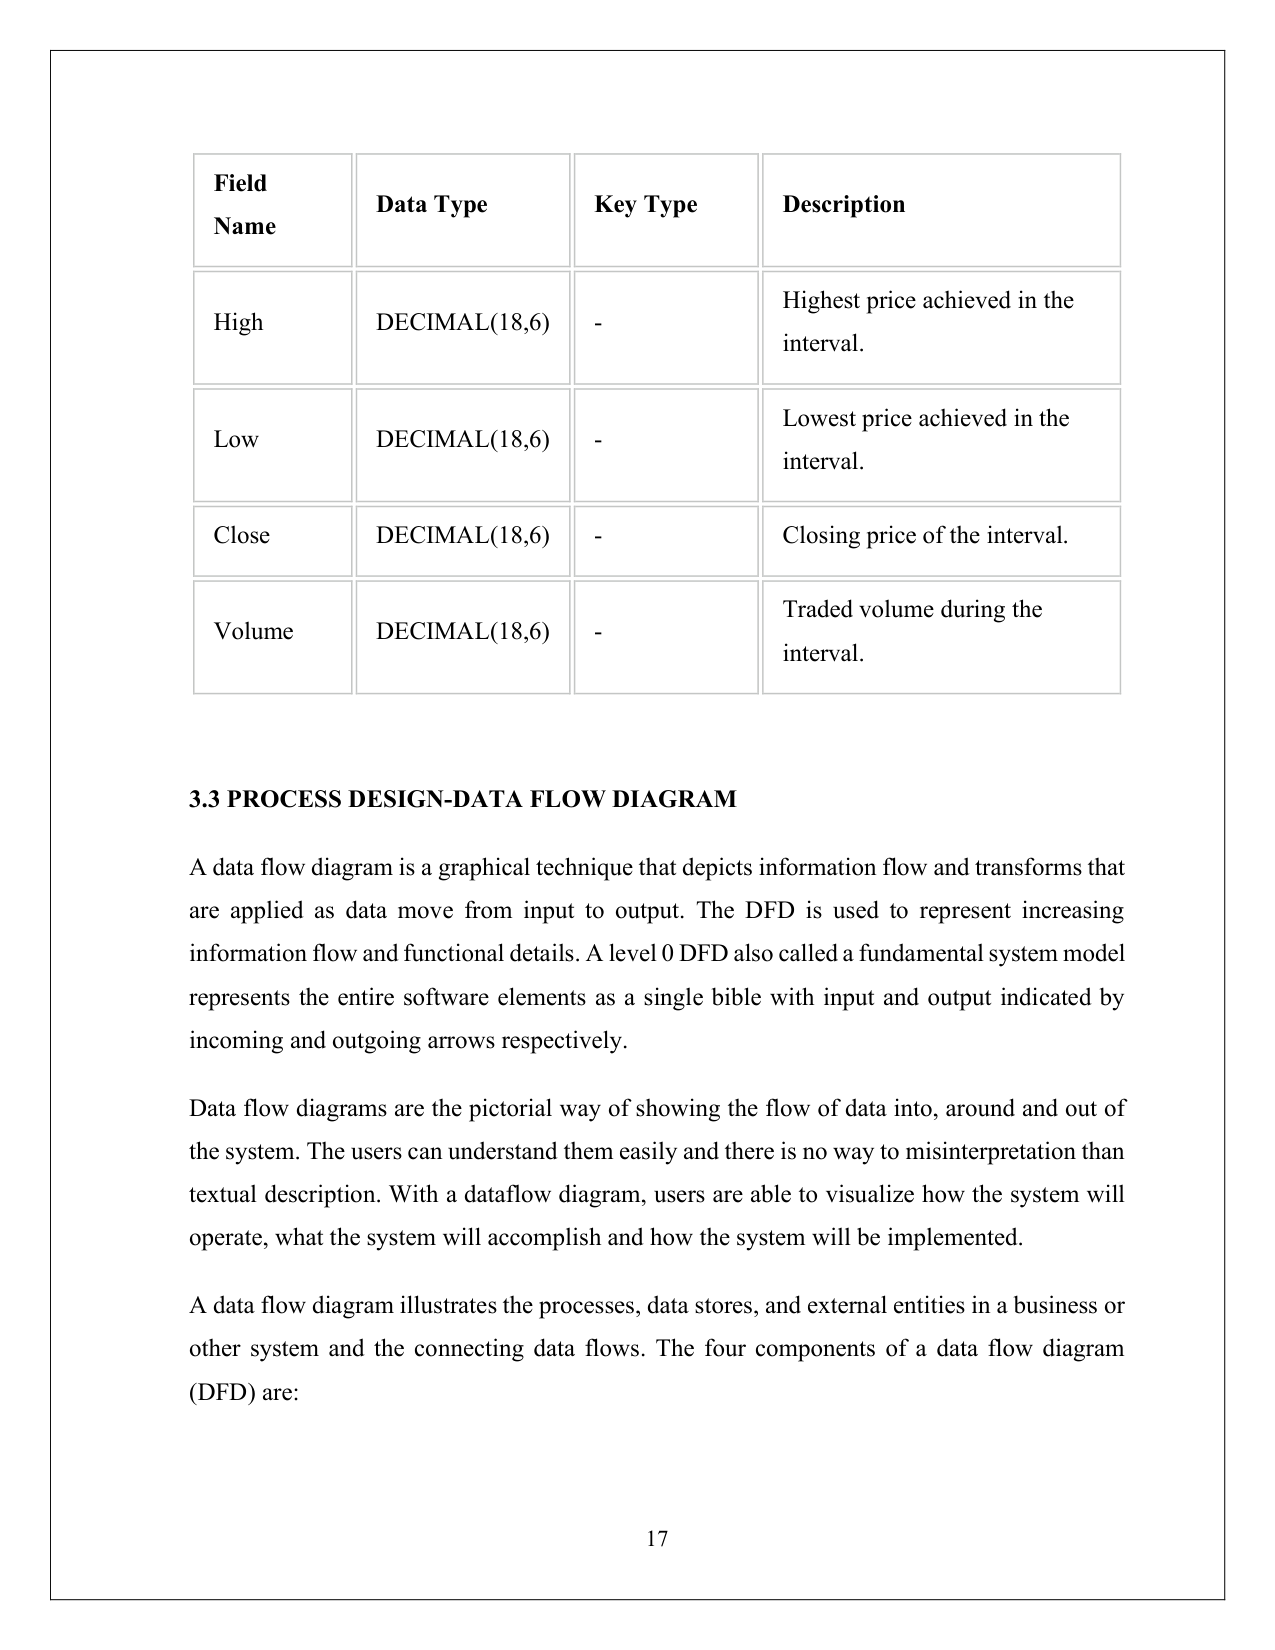 Field
Name
Data Type
Key Type
Description
High
DECIMAL(18,6)
-
Highest price achieved in the
interval.
Low
DECIMAL(18,6)
-
Lowest price achieved in the
interval.
Close
DECIMAL(18,6)
-
Closing price of the interval.
Volume
DECIMAL(18,6)
-
Traded volume during the
interval.
3.3 PROCESS DESIGN-DATA FLOW DIAGRAM
A data flow diagram is a graphical technique that depicts information flow and transforms that
are applied as data move from input to output. The DFD is used to represent increasing
information flow and functional details. A level 0 DFD also called a fundamental system model
represents the entire software elements as a single bible with input and output indicated by
incoming and outgoing arrows respectively.
Data flow diagrams are the pictorial way of showing the flow of data into, around and out of
the system. The users can understand them easily and there is no way to misinterpretation than
textual description. With a dataflow diagram, users are able to visualize how the system will
operate, what the system will accomplish and how the system will be implemented.
A data flow diagram illustrates the processes, data stores, and external entities in a business or
other system and the connecting data flows. The four components of a data flow diagram
(DFD) are:
17